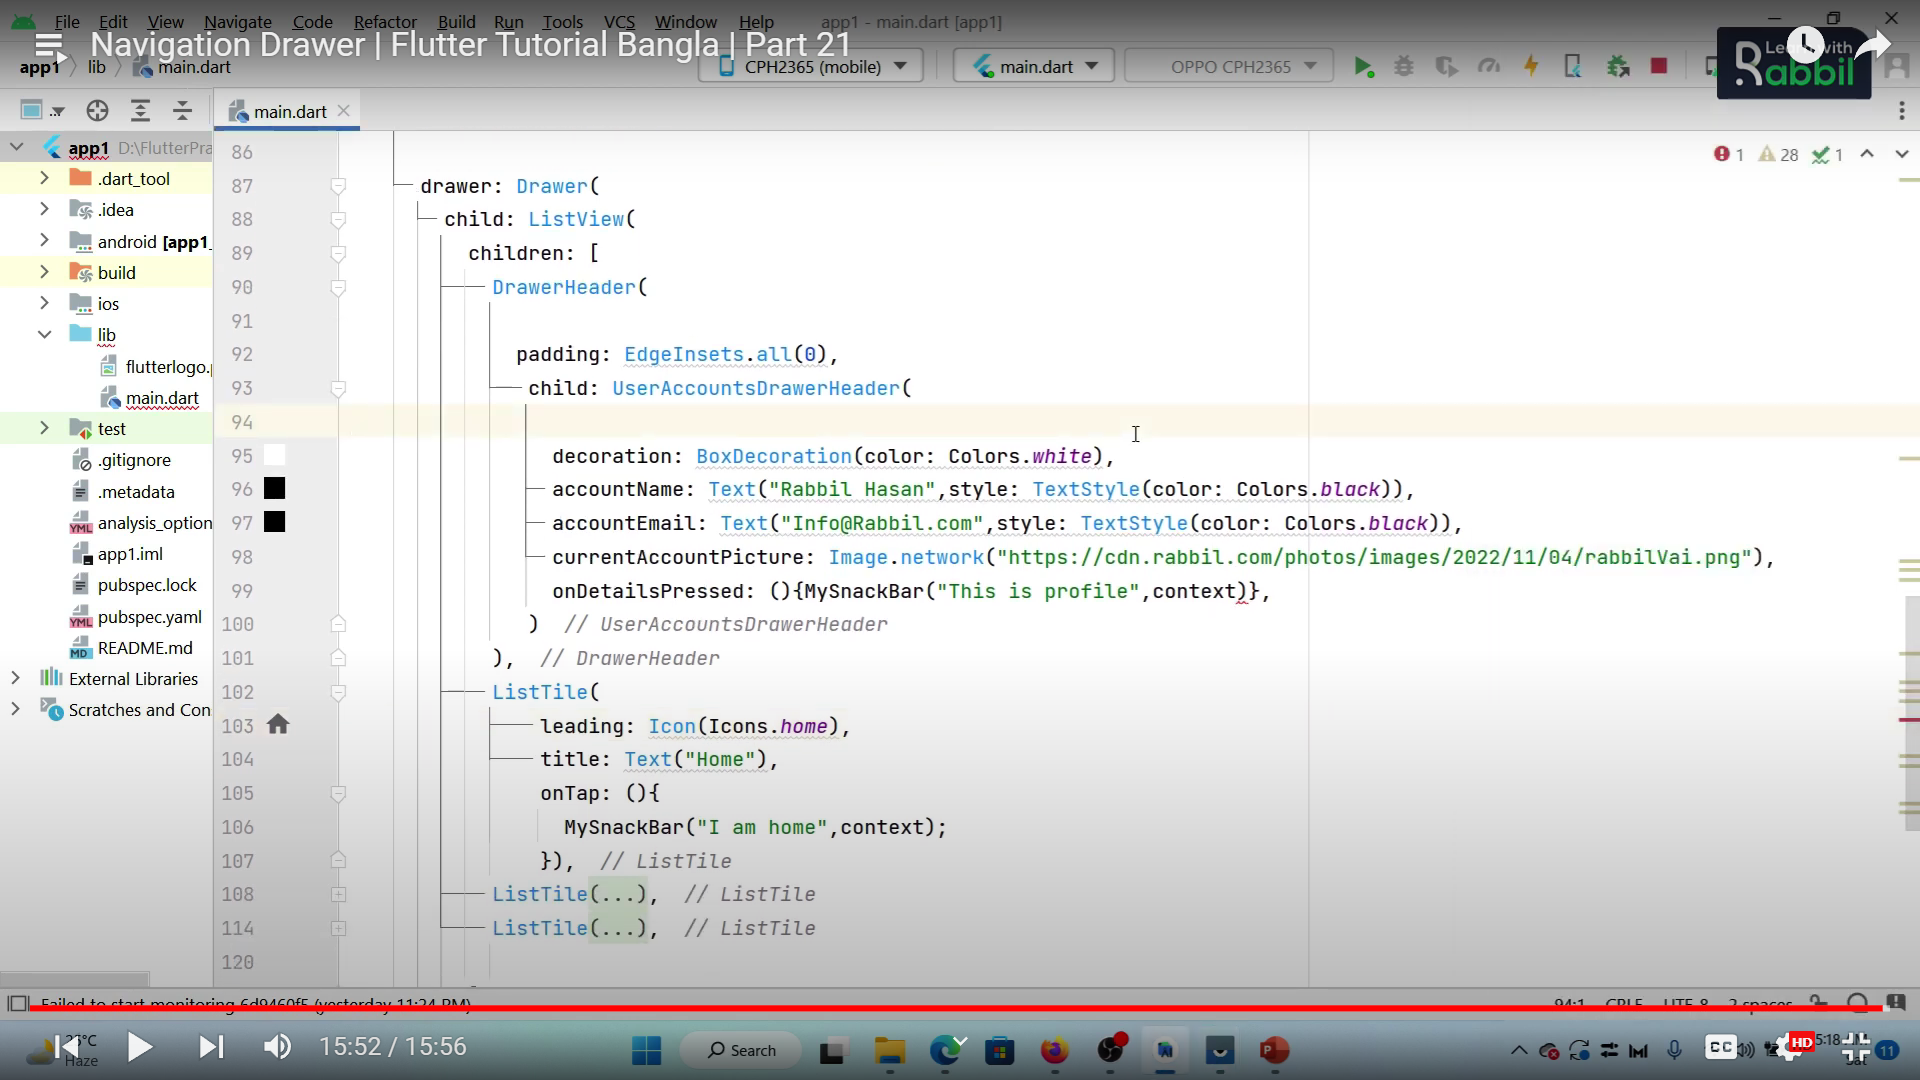 File Edit View Navigate Code Refactor Build Run Tools VCS Window Help app1 - main.dart [app1]
Navigation Drawer | Flutter Tutorial Bangla | Part 21
app1 lib main.dart CPH2365 (mobile) main.dart OPPO CPH2365
Learn with
Rabbil
main.dart
app1 D:\FlutterPra
.dart_tool
.idea
android [app1_
build
ios
lib
flutterlogo.p
main.dart
test
.gitignore
.metadata
analysis_option
app1.iml
pubspec.lock
pubspec.yaml
README.md
External Libraries
Scratches and Con
1 28 1
86
87 drawer: Drawer(
88 child: ListView(
89 children: [
90 DrawerHeader(
91
92 padding: EdgeInsets.all(0),
93 child: UserAccountsDrawerHeader(
94
95 decoration: BoxDecoration(color: Colors.white),
96 accountName: Text("Rabbil Hasan",style: TextStyle(color: Colors.black)),
97 accountEmail: Text("Info@Rabbil.com",style: TextStyle(color: Colors.black)),
98 currentAccountPicture: Image.network("https://cdn.rabbil.com/photos/images/2022/11/04/rabbilVai.png"),
99 onDetailsPressed: (){MySnackBar("This is profile",context)},
100 ) // UserAccountsDrawerHeader
101 ), // DrawerHeader
102 ListTile(
103 leading: Icon(Icons.home),
104 title: Text("Home"),
105 onTap: (){
106 MySnackBar("I am home",context);
107 }), // ListTile
108 ListTile(...), // ListTile
114 ListTile(...), // ListTile
120
Failed to start monitoring 6d9460f5 (yesterday 11:24 PM) 94:1 CRLF UTF-8 2 spaces
Haze
15:52 / 15:56
Search
CC HD
11